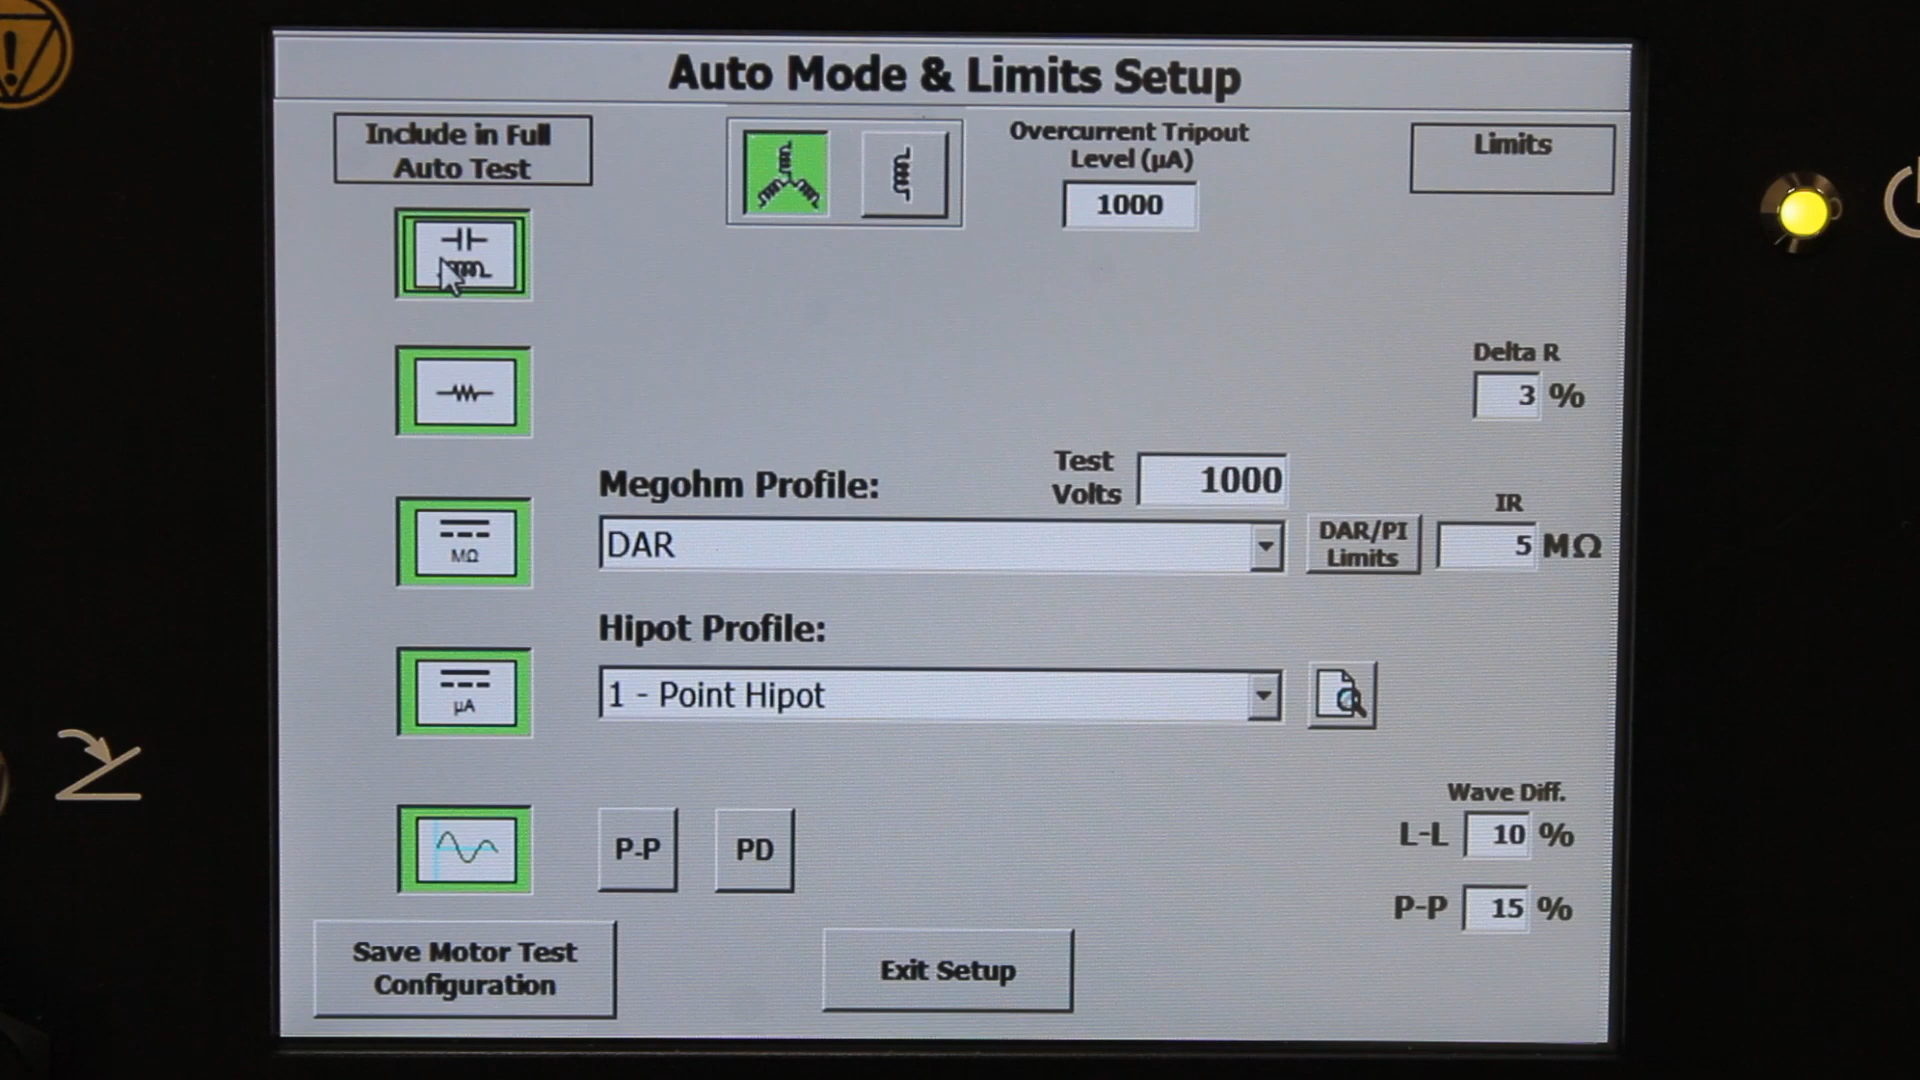 Auto Mode & Limits Setup
Include in Full
Auto Test
Overcurrent Tripout
Level (µA)
1000
Limits
Delta R
3 %
Megohm Profile:
Test
Volts
1000
DAR
DAR/PI
Limits
IR
5 MΩ
MΩ
Hipot Profile:
1 - Point Hipot
µA
P-P
PD
Wave Diff.
L-L 10 %
P-P 15 %
Save Motor Test
Configuration
Exit Setup